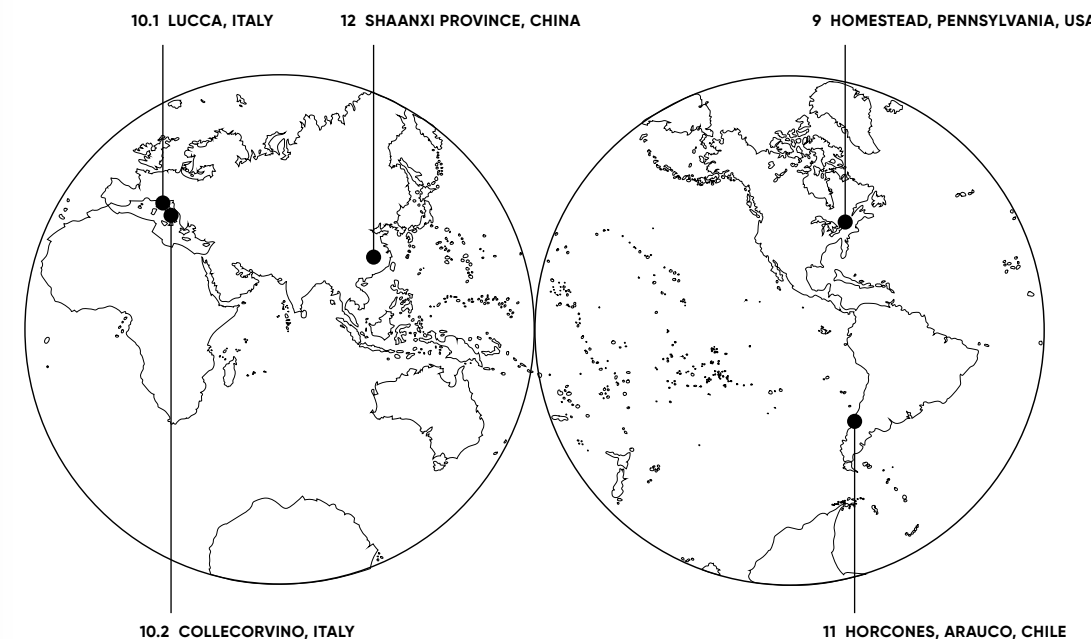 10.1 LUCCA, ITALY
12 SHAANXI PROVINCE, CHINA
9 HOMESTEAD, PENNSYLVANIA, USA
10.2 COLLECORVINO, ITALY
11 HORCONES, ARAUCO, CHILE